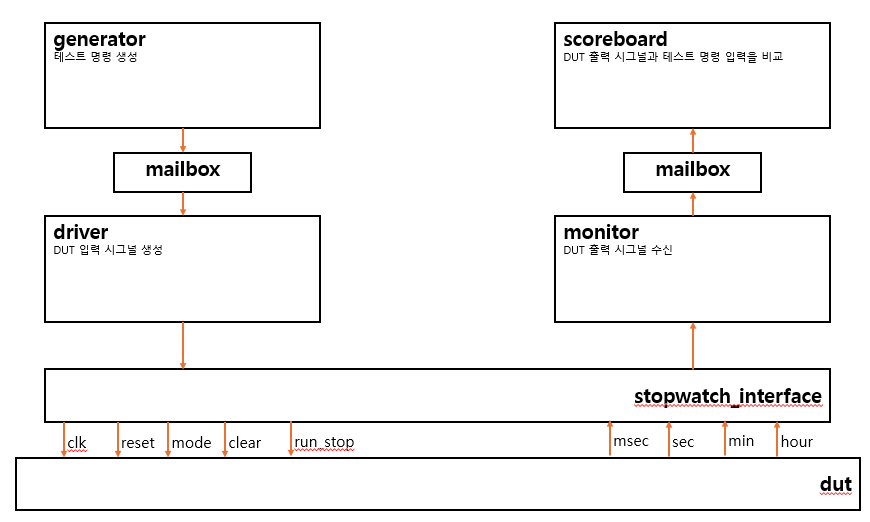 generator
테스트 명령 생성
scoreboard
DUT 출력 시그널과 테스트 명령 입력을 비교
mailbox
mailbox
driver
DUT 입력 시그널 생성
monitor
DUT 출력 시그널 수신
stopwatch_interface
clk
reset
mode
clear
run_stop
msec
sec
min
hour
dut